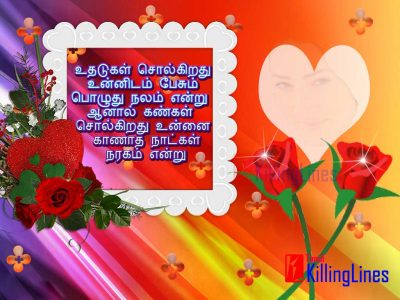 உதடுகள் சொல்கிறது
உன்னிடம் பேசும்
பொழுது நலம் என்று
ஆனால் கண்கள்
சொல்கிறது உன்னை
காணாத நாட்கள்
நரகம் என்று
KillingLines